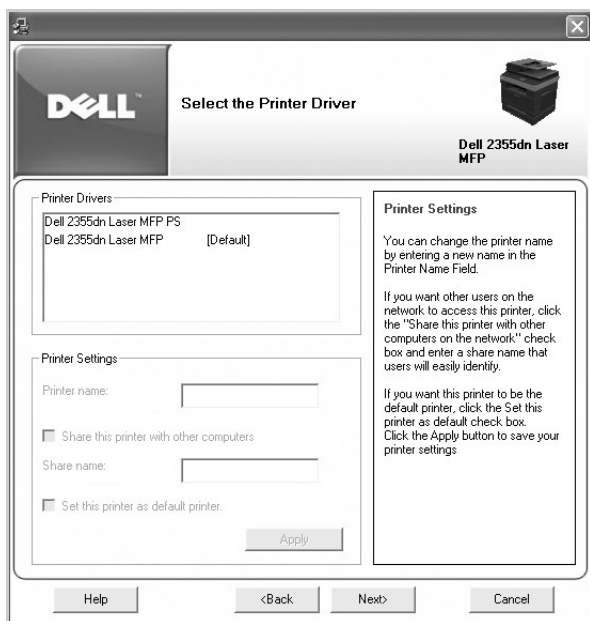 DELL™
Select the Printer Driver
Dell 2355dn Laser
MFP
Printer Drivers
Dell 2355dn Laser MFP PS
Dell 2355dn Laser MFP [Default]
Printer Settings
Printer name:
Share this printer with other computers
Share name:
Set this printer as default printer.
Apply
Printer Settings
You can change the printer name
by entering a new name in the
Printer Name Field.
If you want other users on the
network to access this printer, click
the "Share this printer with other
computers on the network" check
box and enter a share name that
users will easily identify.
If you want this printer to be the
default printer, click the Set this
printer as default check box.
Click the Apply button to save your
printer settings
Help
<Back
Next>
Cancel